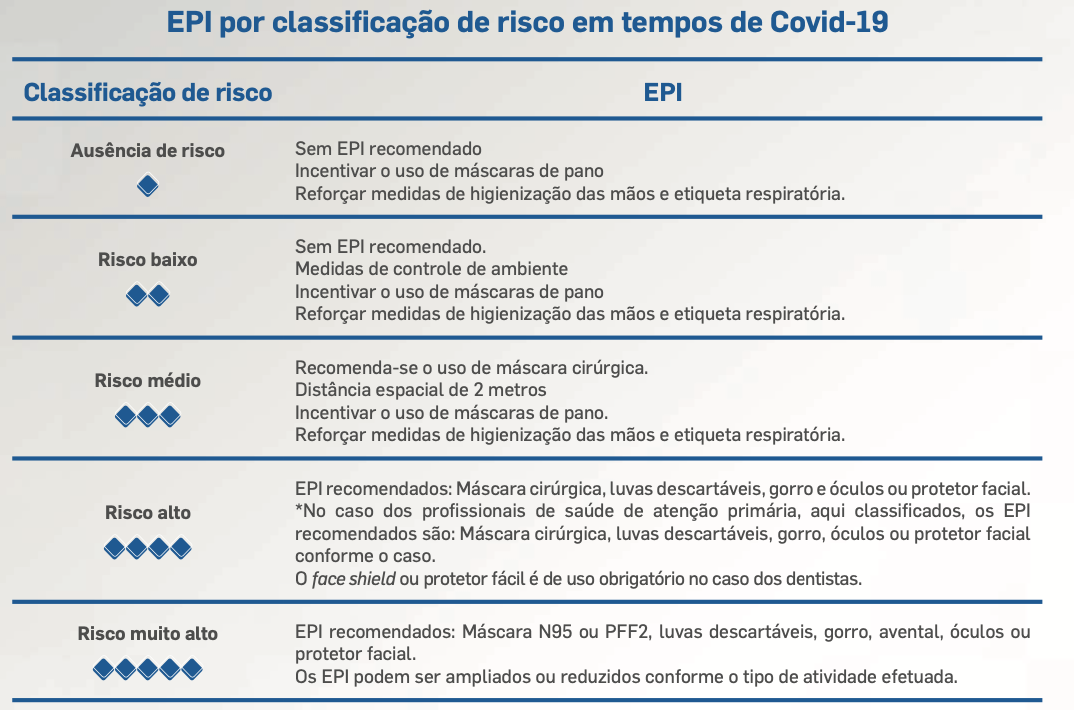 EPI por classificação de risco em tempos de Covid-19
Classificação de risco
EPI
Ausência de risco
Sem EPI recomendado
Incentivar o uso de máscaras de pano
Reforçar medidas de higienização das mãos e etiqueta respiratória.
Risco baixo
Sem EPI recomendado.
Medidas de controle de ambiente
Incentivar o uso de máscaras de pano
Reforçar medidas de higienização das mãos e etiqueta respiratória.
Risco médio
Recomenda-se o uso de máscara cirúrgica.
Distância espacial de 2 metros
Incentivar o uso de máscaras de pano.
Reforçar medidas de higienização das mãos e etiqueta respiratória.
Risco alto
EPI recomendados: Máscara cirúrgica, luvas descartáveis, gorro e óculos ou protetor facial.
*No caso dos profissionais de saúde de atenção primária, aqui classificados, os EPI
recomendados são: Máscara cirúrgica, luvas descartáveis, gorro, óculos ou protetor facial
conforme o caso.
O face shield ou protetor fácil é de uso obrigatório no caso dos dentistas.
Risco muito alto
EPI recomendados: Máscara N95 ou PFF2, luvas descartáveis, gorro, avental, óculos ou
protetor facial.
Os EPI podem ser ampliados ou reduzidos conforme o tipo de atividade efetuada.